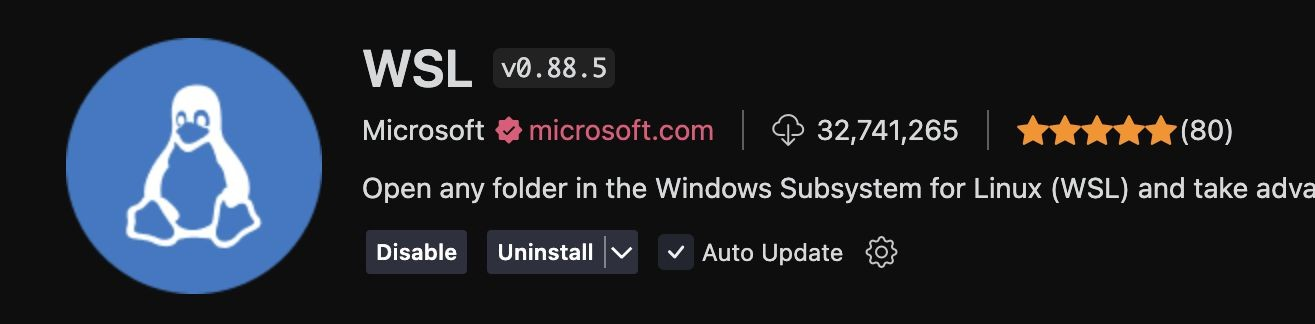 WSL v0.88.5
Microsoft microsoft.com 32,741,265 (80)
Open any folder in the Windows Subsystem for Linux (WSL) and take adva
Disable Uninstall Auto Update